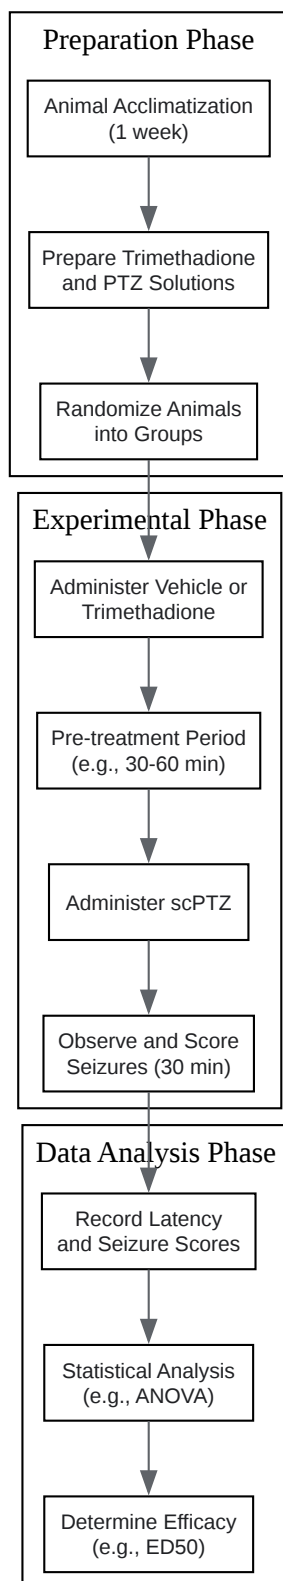 Preparation Phase
Animal Acclimatization
(1 week)
Prepare Trimethadione
and PTZ Solutions
Randomize Animals
into Groups
Experimental Phase
Administer Vehicle or
Trimethadione
Pre-treatment Period
(e.g., 30-60 min)
Administer scPTZ
Observe and Score
Seizures (30 min)
Data Analysis Phase
Record Latency
and Seizure Scores
Statistical Analysis
(e.g., ANOVA)
Determine Efficacy
(e.g., ED50)